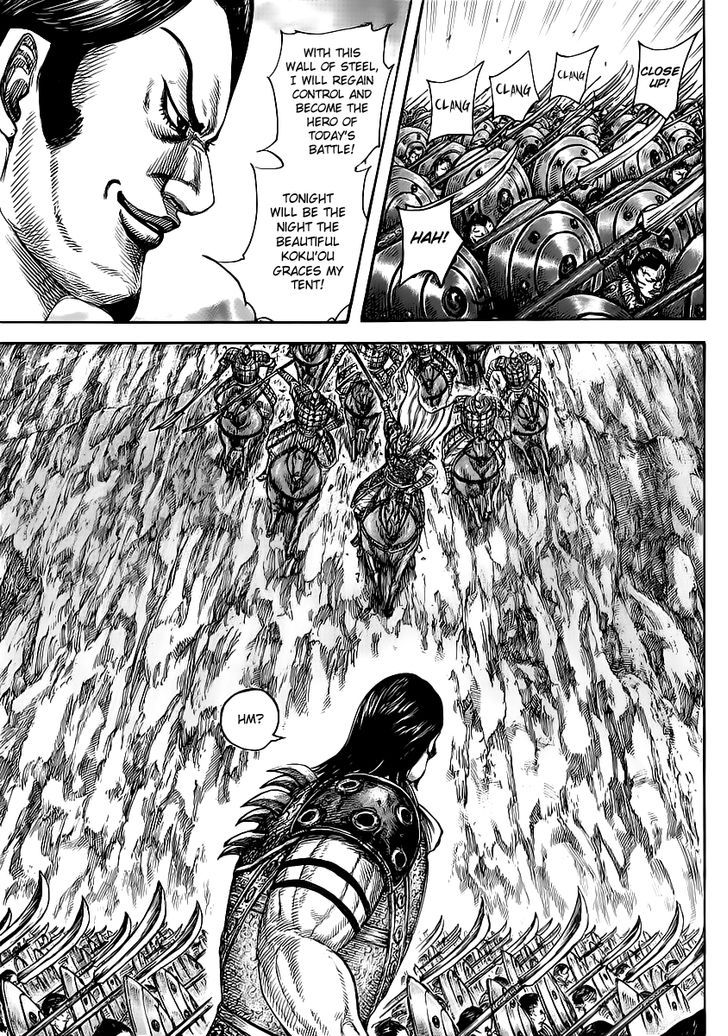 CLOSE
UP!
CLANG
CLANG
CLANG
HAH!
WITH THIS
WALL OF STEEL,
I WILL REGAIN
CONTROL AND
BECOME THE
HERO OF
TODAY'S
BATTLE!
TONIGHT
WILL BE
THE NIGHT THE
BEAUTIFUL
KOKU'OU
GRACES MY
TENT!
HM?